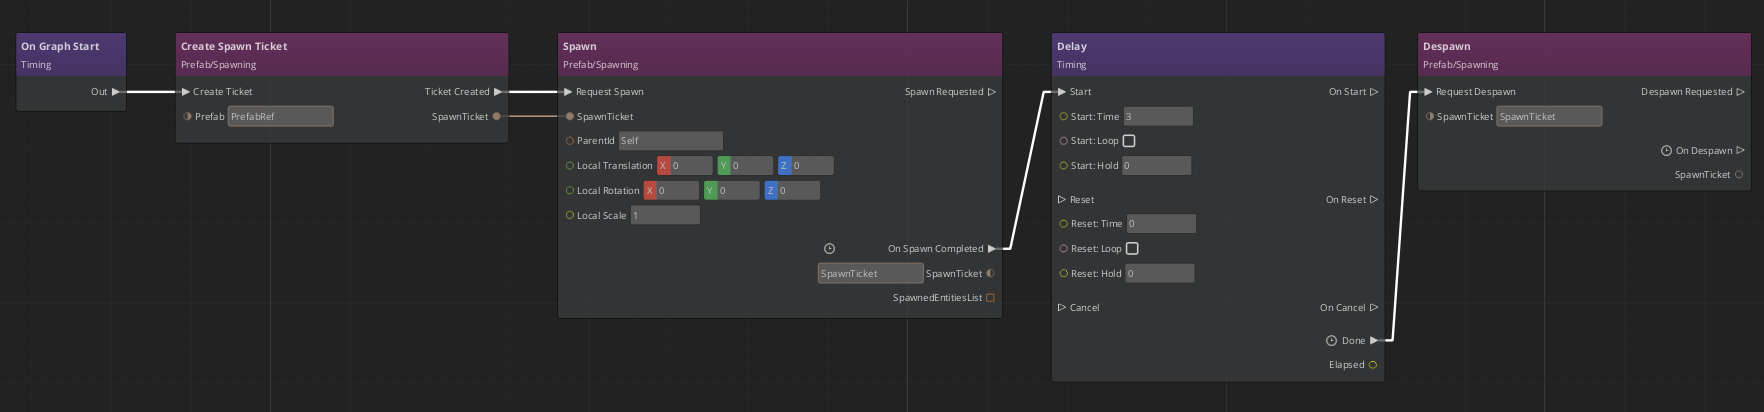 On Graph Start
Timing
Out
Create Spawn Ticket
Prefab/Spawning
Create Ticket
Ticket Created
Prefab PrefabRef
SpawnTicket
Spawn
Prefab/Spawning
Request Spawn
Spawn Requested
SpawnTicket
ParentId Self
Local Translation X 0 Y 0 Z 0
Local Rotation X 0 Y 0 Z 0
Local Scale 1
On Spawn Completed
SpawnTicket SpawnTicket
SpawnedEntitiesList
Delay
Timing
Start
On Start
Start: Time 3
Start: Loop
Start: Hold 0
Reset
On Reset
Reset: Time 0
Reset: Loop
Reset: Hold 0
Cancel
On Cancel
Done
Elapsed
Despawn
Prefab/Spawning
Request Despawn
Despawn Requested
SpawnTicket SpawnTicket
On Despawn
SpawnTicket